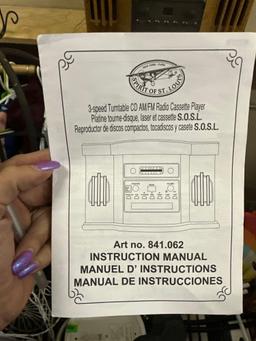 SPIRIT OF ST. LOUIS
3-speed Turntable CD AM/FM Radio Cassette Player
Platine tourne-disque, laser et cassette S.O.S.L.
Reproductor de discos compactos, tocadiscos y casete S.O.S.L.
Art no. 841.062
INSTRUCTION MANUAL
MANUEL D' INSTRUCTIONS
MANUAL DE INSTRUCCIONES